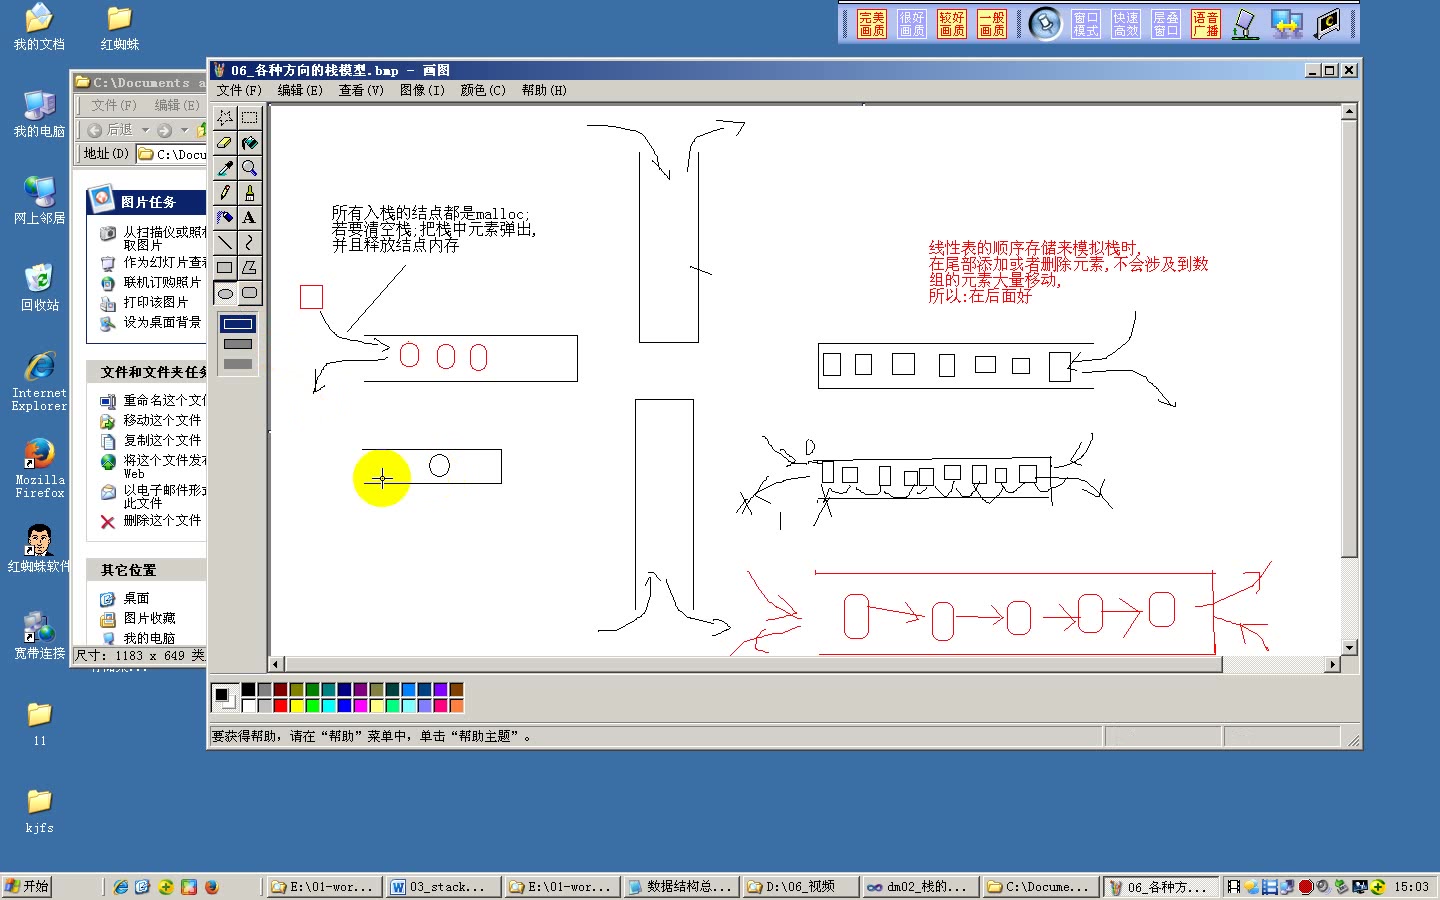 我的文档
红蜘蛛
完美画质
很好画质
较好画质
一般画质
窗口模式
快速高效
层叠窗口
语音广播
06_各种方向的栈模型.bmp - 画图
文件(F) 编辑(E) 查看(V) 图像(I) 颜色(C) 帮助(H)
C:\Documents a
文件(F) 编辑(E)
后退
地址(D) C:\Docu
图片任务
从扫描仪或照相
取图片
作为幻灯片查看
联机订购照片
打印该图片
设为桌面背景
文件和文件夹任务
重命名这个文件
移动这个文件
复制这个文件
将这个文件发布
Web
以电子邮件形式
此文件
删除这个文件
其它位置
桌面
图片收藏
我的电脑
尺寸: 1183 x 649 类
我的电脑
网上邻居
回收站
Internet
Explorer
Mozilla
Firefox
红蜘蛛软件
宽带连接
11
kjfs
所有入栈的结点都是malloc;
若要清空栈;把栈中元素弹出,
并且释放结点内存
线性表的顺序存储来模拟栈时,
在尾部添加或者删除元素,不会涉及到数
组的元素大量移动,
所以:在后面好
0
1
要获得帮助，请在“帮助”菜单中，单击“帮助主题”。
开始
E:\01-wor...
03_stack...
E:\01-wor...
数据结构总...
D:\06_视频
dm02_栈的...
C:\Docume...
06_各种方...
15:03